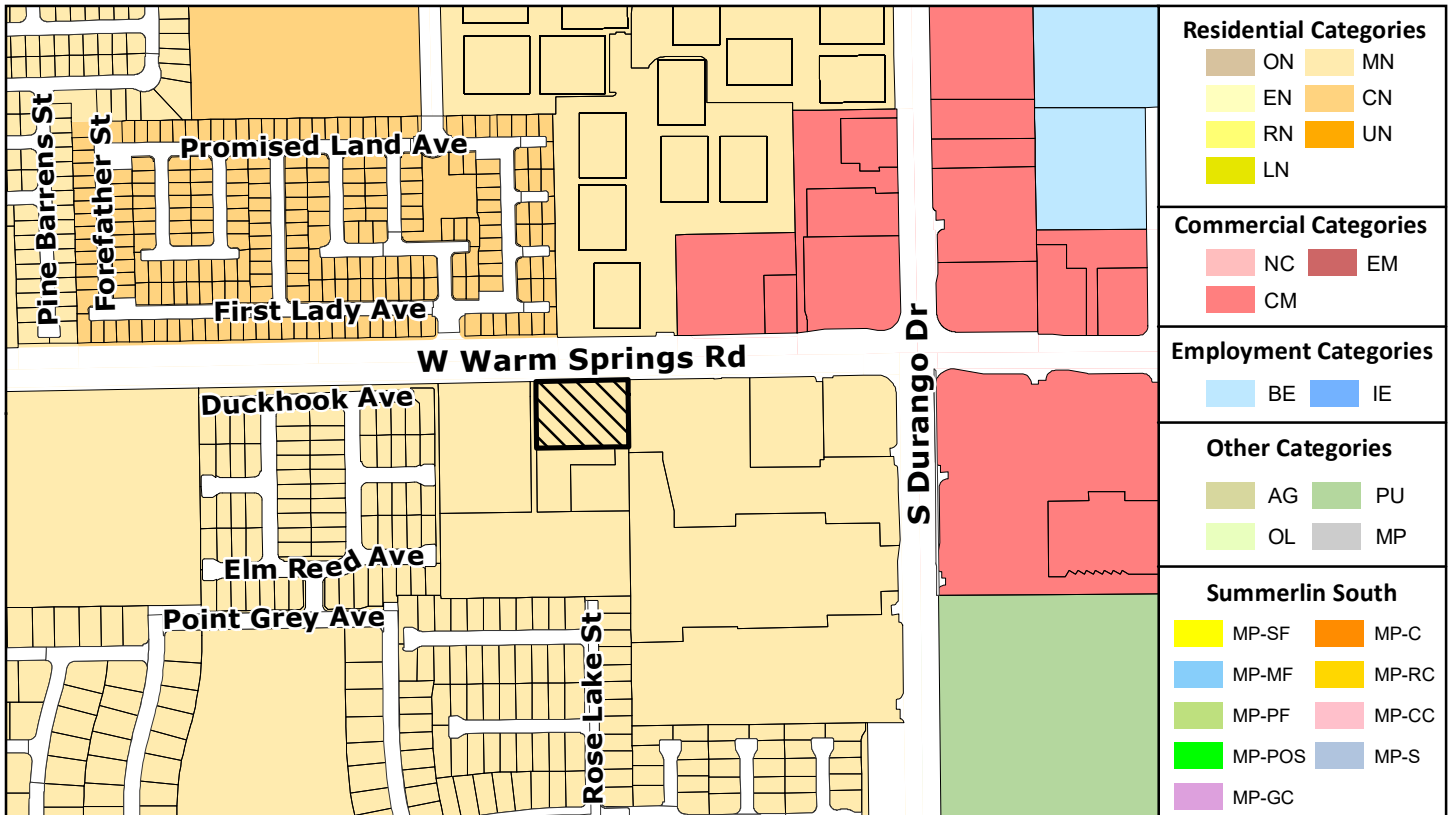 Pine Barrens St
Forefather St
Promised Land Ave
First Lady Ave
W Warm Springs Rd
S Durango Dr
Duckhook Ave
Elm Reed Ave
Point Grey Ave
Rose Lake St
Residential Categories
ON MN
EN CN
RN UN
LN
Commercial Categories
NC EM
CM
Employment Categories
BE IE
Other Categories
AG PU
OL MP
Summerlin South
MP-SF MP-C
MP-MF MP-RC
MP-PF MP-CC
MP-POS MP-S
MP-GC